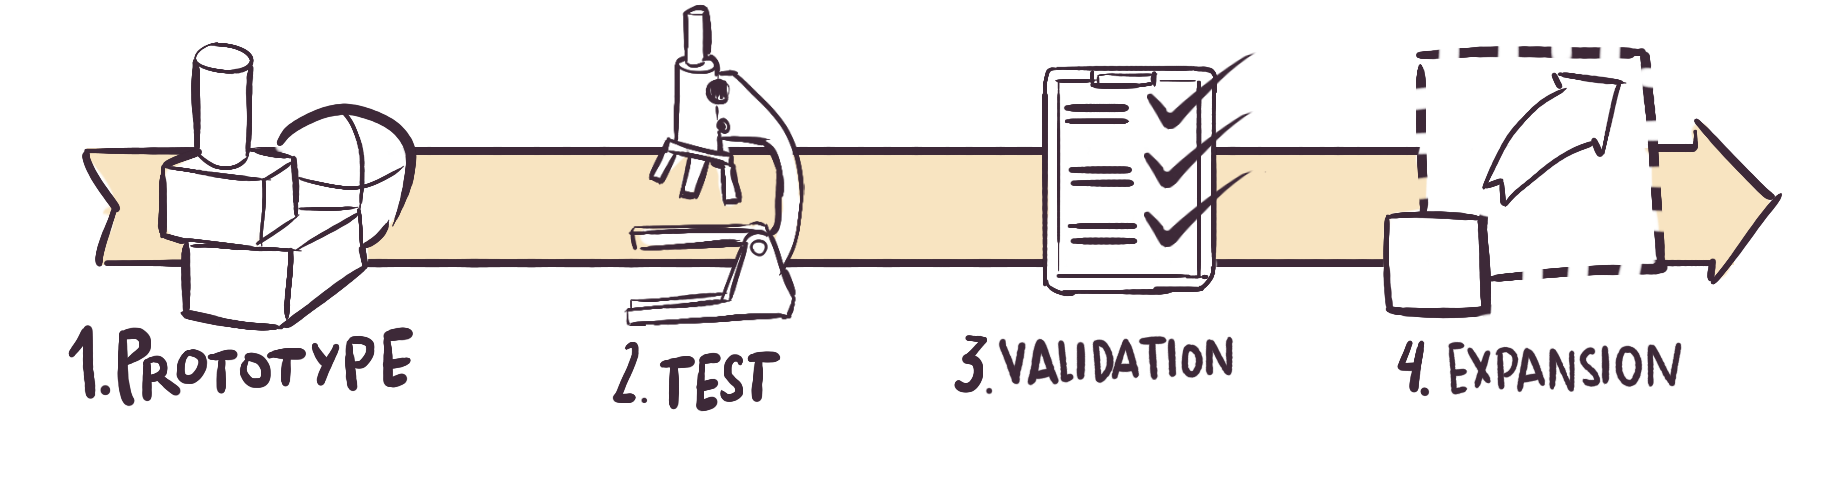 1. PROTOTYPE
2. TEST
3. VALIDATION
4. EXPANSION